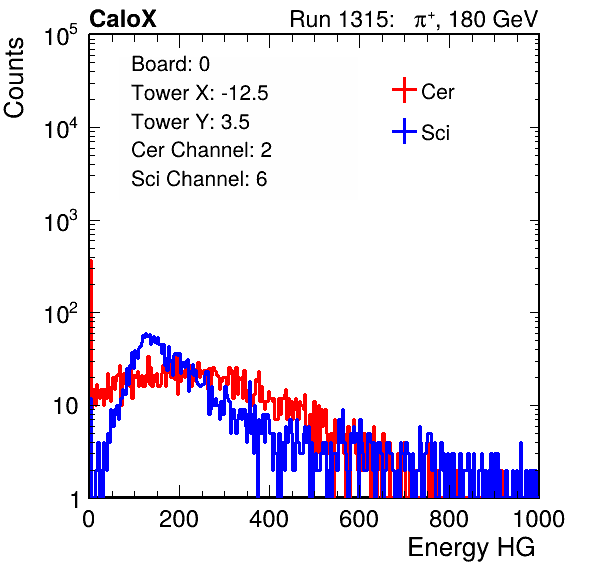 CaloX Run 1315: π⁺, 180 GeV
Counts
10⁵
10⁴
10³
10²
10
1
Board: 0
Tower X: -12.5
Tower Y: 3.5
Cer Channel: 2
Sci Channel: 6
Cer
Sci
0 200 400 600 800 1000
Energy HG